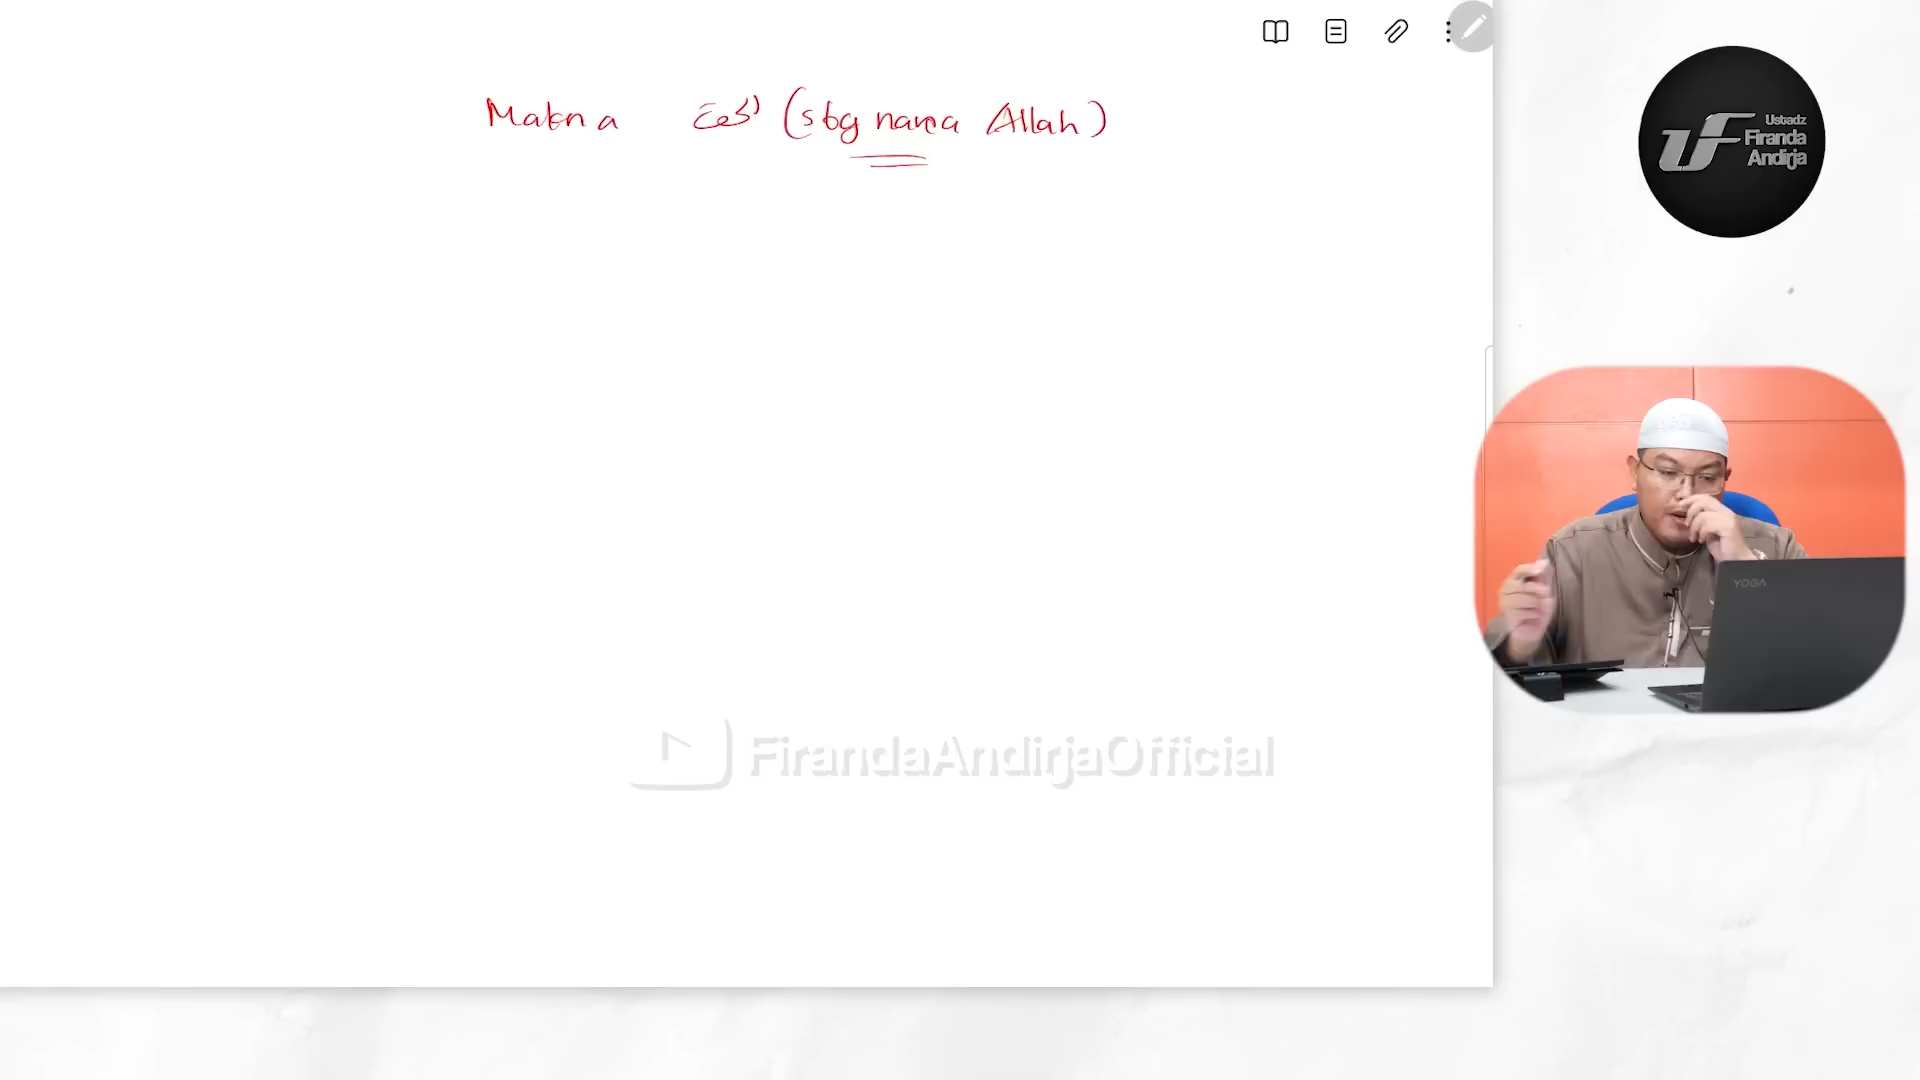 Makna (sbg nama Allah)
Ustadz
Firanda
Andirja
YOGA
FirandaAndirjaOfficial